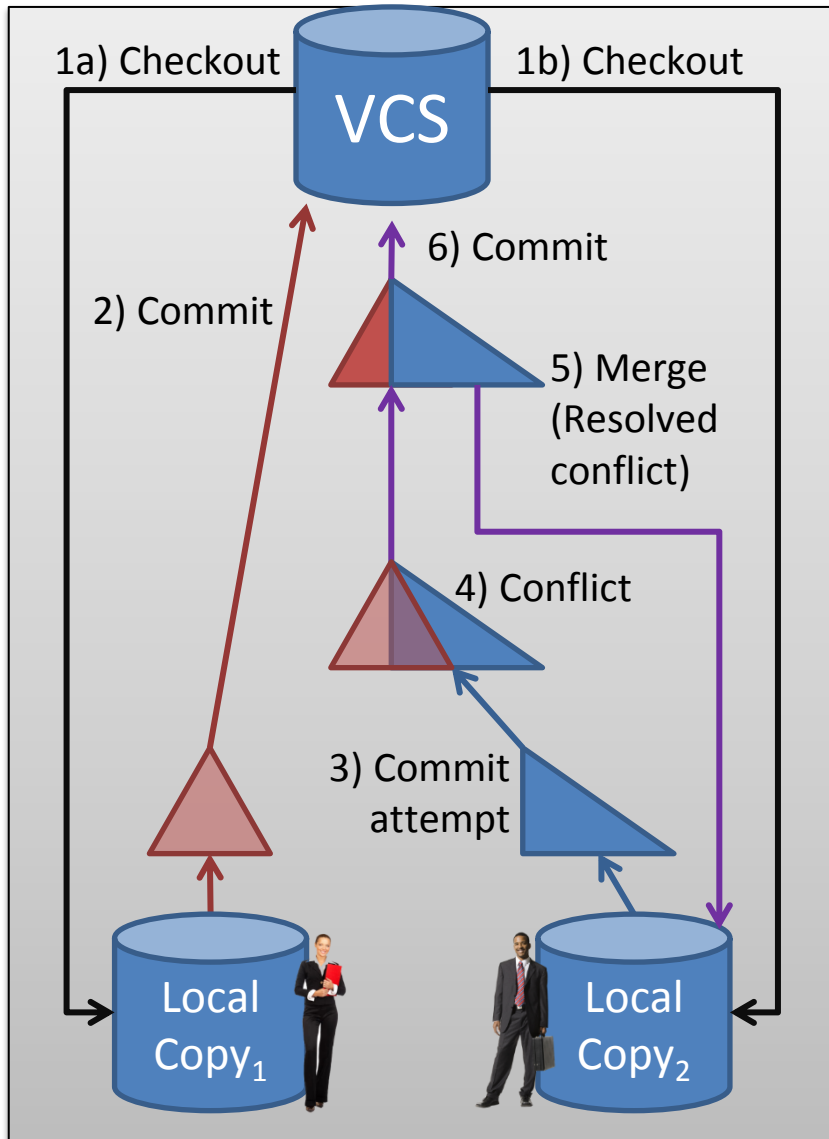 1a) Checkout
1b) Checkout
VCS
6) Commit
2) Commit
5) Merge
(Resolved
conflict)
4) Conflict
3) Commit
attempt
Local
Copy₁
Local
Copy₂